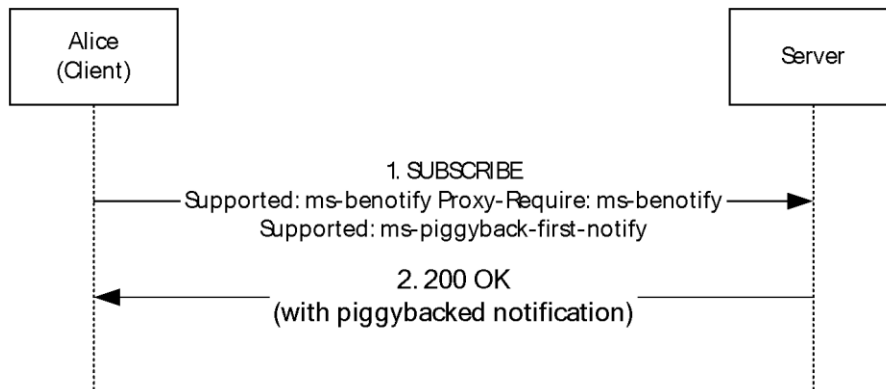 Alice
(Client)
Server
1. SUBSCRIBE
Supported: ms-benotify Proxy-Require: ms-benotify
Supported: ms-piggyback-first-notify
2. 200 OK
(with piggybacked notification)